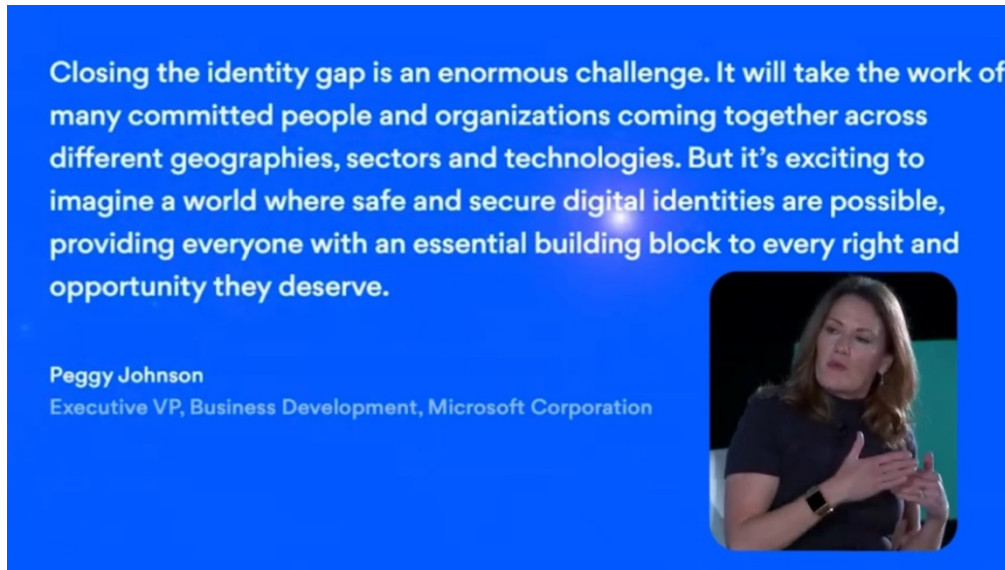 Closing the identity gap is an enormous challenge. It will take the work of
many committed people and organizations coming together across
different geographies, sectors and technologies. But it’s exciting to
imagine a world where safe and secure digital identities are possible,
providing everyone with an essential building block to every right and
opportunity they deserve.
Peggy Johnson
Executive VP, Business Development, Microsoft Corporation